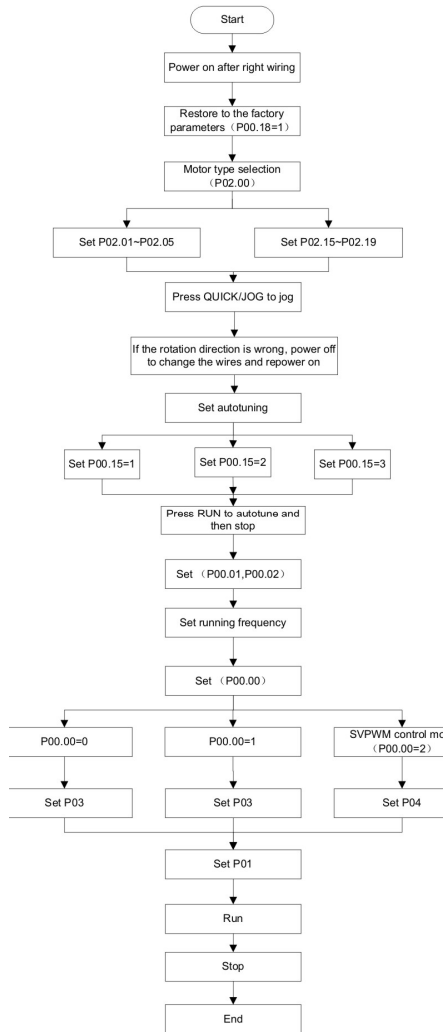 Start
Power on after right wiring
Restore to the factory
parameters（P00.18=1）
Motor type selection
(P02.00)
Set P02.01~P02.05
Set P02.15~P02.19
Press QUICK/JOG to jog
If the rotation direction is wrong, power off
to change the wires and repower on
Set autotuning
Set P00.15=1
Set P00.15=2
Set P00.15=3
Press RUN to autotune and
then stop
Set （P00.01,P00.02）
Set running frequency
Set （P00.00）
P00.00=0
P00.00=1
SVPWM control mo
（P00.00=2）
Set P03
Set P03
Set P04
Set P01
Run
Stop
End